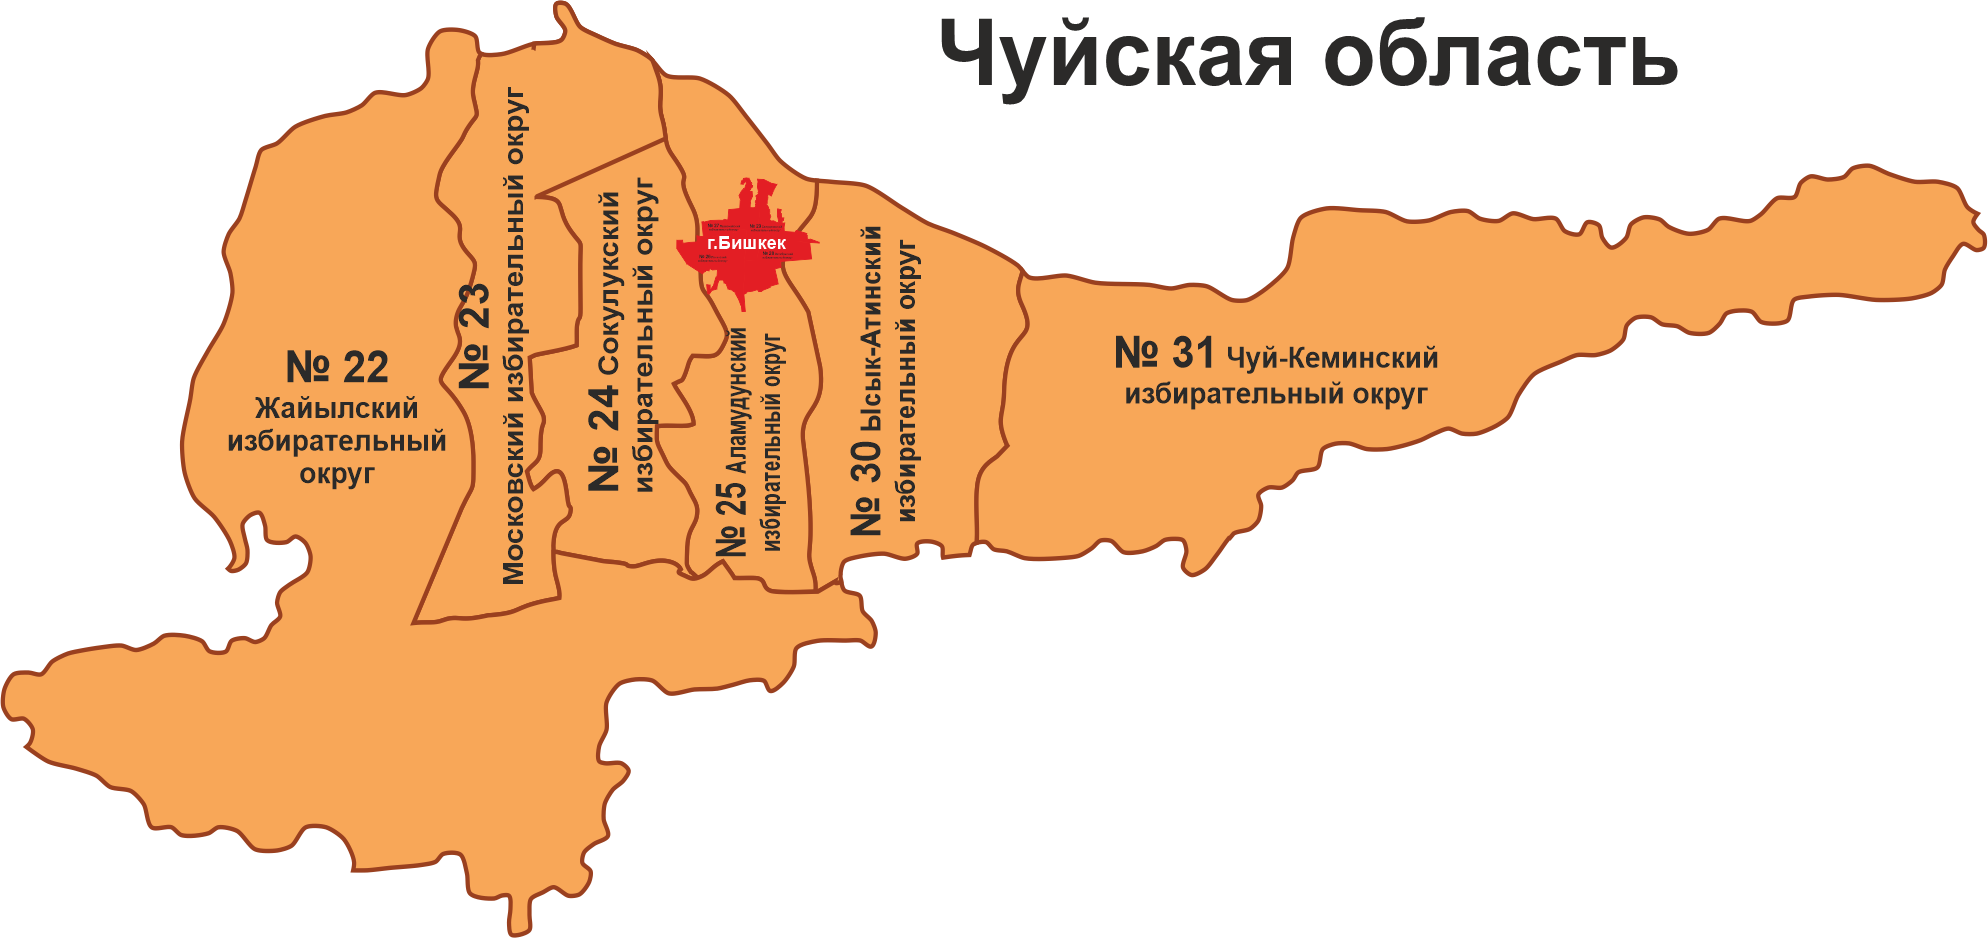 Чуйская область
№ 22
Жайылский
избирательный
округ
№ 23
Московский избирательный округ
№ 24 Сокулукский
избирательный округ
г.Бишкек
№ 25 Аламудунский
избирательный округ
№ 30 Ысык-Атинский
избирательный округ
№ 31 Чуй-Кеминский
избирательный округ